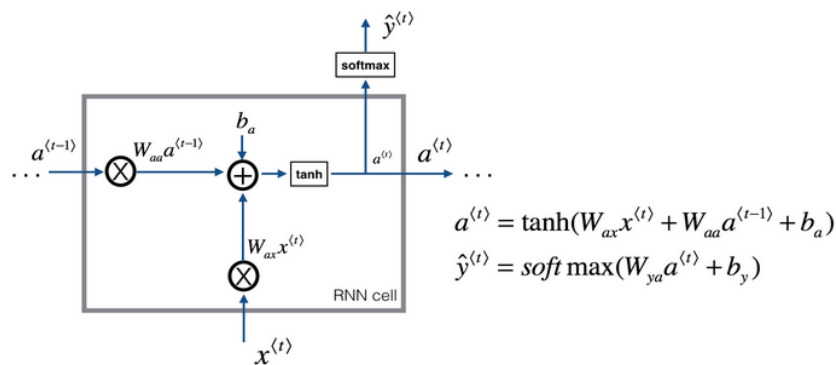 ŷ⟨t⟩
softmax
a⟨t−1⟩
W_aa a⟨t−1⟩
b_a
a⟨t⟩
a⟨t⟩
. . .
× + tanh
. . .
W_ax x⟨t⟩
×
RNN cell
x⟨t⟩
a⟨t⟩ = tanh(W_ax x⟨t⟩ + W_aa a⟨t−1⟩ + b_a)
ŷ⟨t⟩ = soft max(W_ya a⟨t⟩ + b_y)